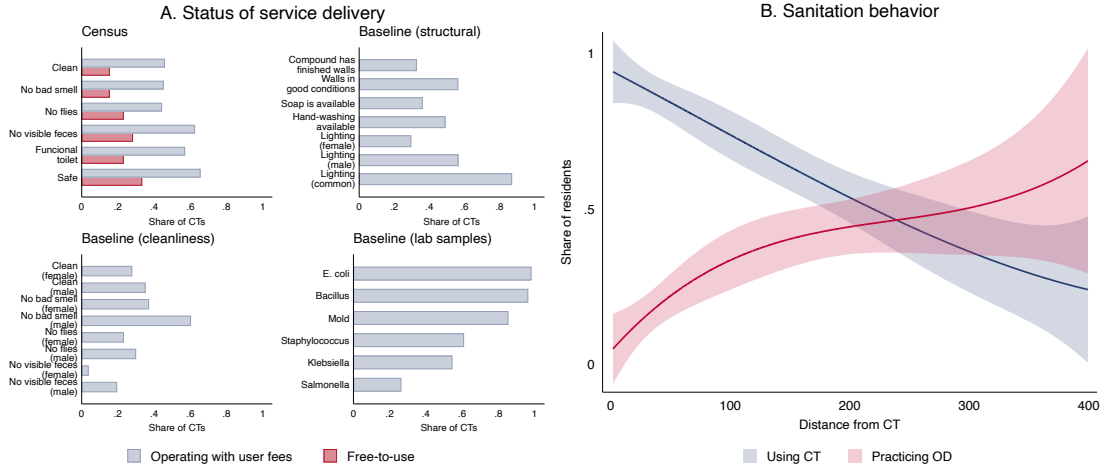 A. Status of service delivery
Census
Clean
No bad smell
No flies
No visible feces
Funcional
toilet
Safe
0 .2 .4 .6 .8 1
Share of CTs
Baseline (structural)
Compound has
finished walls
Walls in
good conditions
Soap is available
Hand-washing
available
Lighting
(female)
Lighting
(male)
Lighting
(common)
0 .2 .4 .6 .8 1
Share of CTs
Baseline (cleanliness)
Clean
(female)
Clean
(male)
No bad smell
(female)
No bad smell
(male)
No flies
(female)
No flies
(male)
No visible feces
(female)
No visible feces
(male)
0 .2 .4 .6 .8 1
Share of CTs
Baseline (lab samples)
E. coli
Bacillus
Mold
Staphylococcus
Klebsiella
Salmonella
0 .2 .4 .6 .8 1
Share of CTs
Operating with user fees
Free-to-use
B. Sanitation behavior
Share of residents
1
.5
0
0 100 200 300 400
Distance from CT
Using CT
Practicing OD